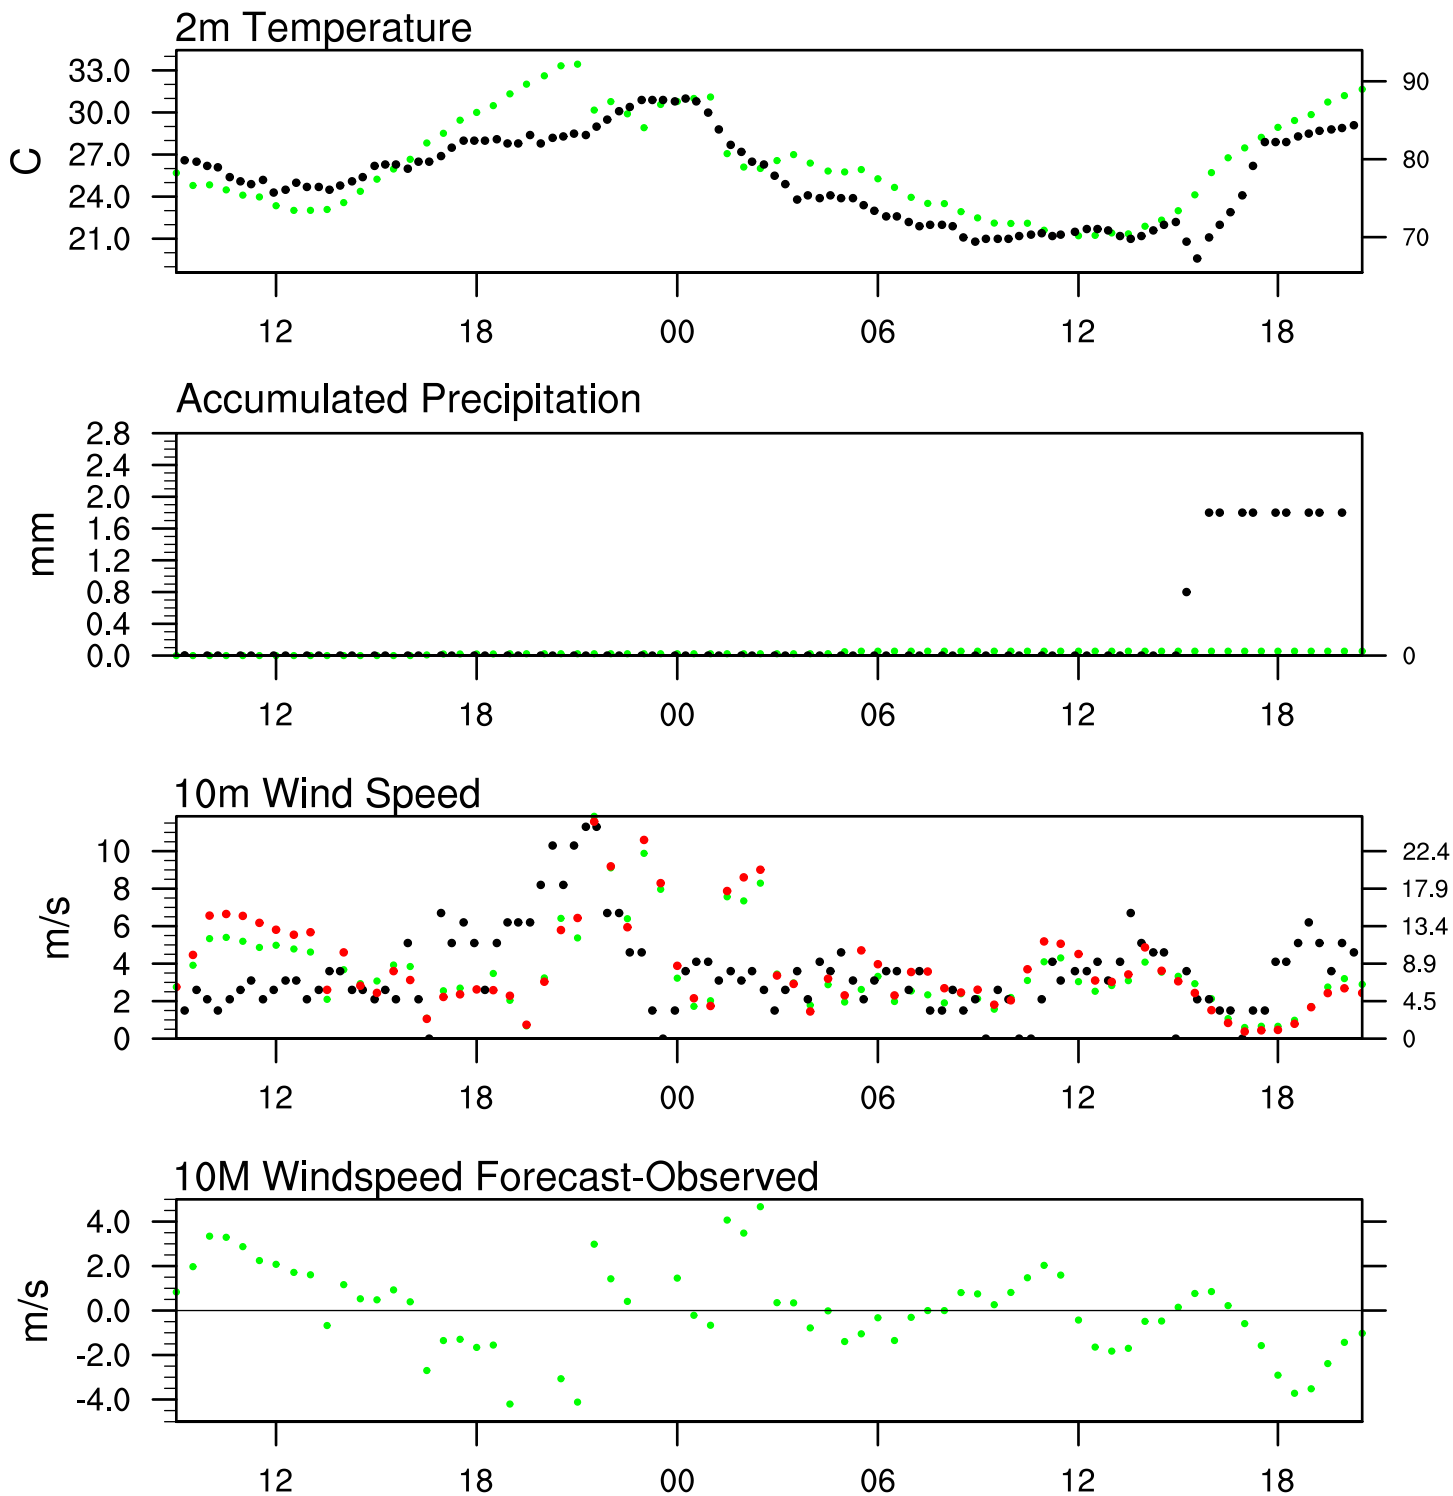 2m Temperature
33.0
30.0
27.0
24.0
21.0
C
90
80
70
12 18 00 06 12 18
Accumulated Precipitation
2.8
2.4
2.0
1.6
1.2
0.8
0.4
0.0
mm
0
12 18 00 06 12 18
10m Wind Speed
10
8
6
4
2
0
m/s
22.4
17.9
13.4
8.9
4.5
0
12 18 00 06 12 18
10M Windspeed Forecast-Observed
4.0
2.0
0.0
-2.0
-4.0
m/s
12 18 00 06 12 18